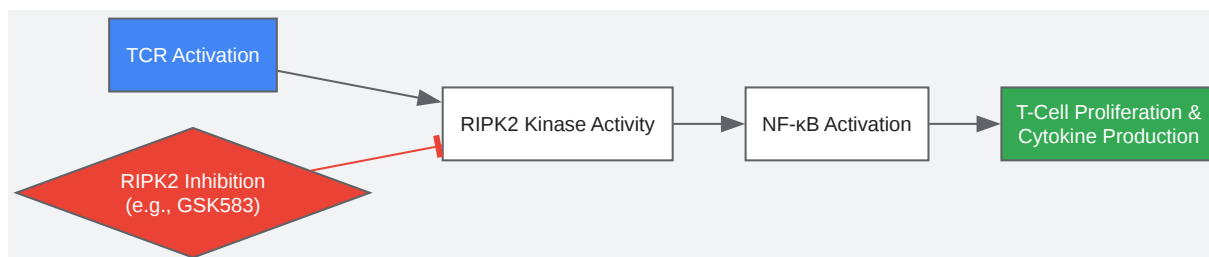 TCR Activation
RIPK2 Kinase Activity
NF-κB Activation
T-Cell Proliferation &
Cytokine Production
RIPK2 Inhibition
(e.g., GSK583)